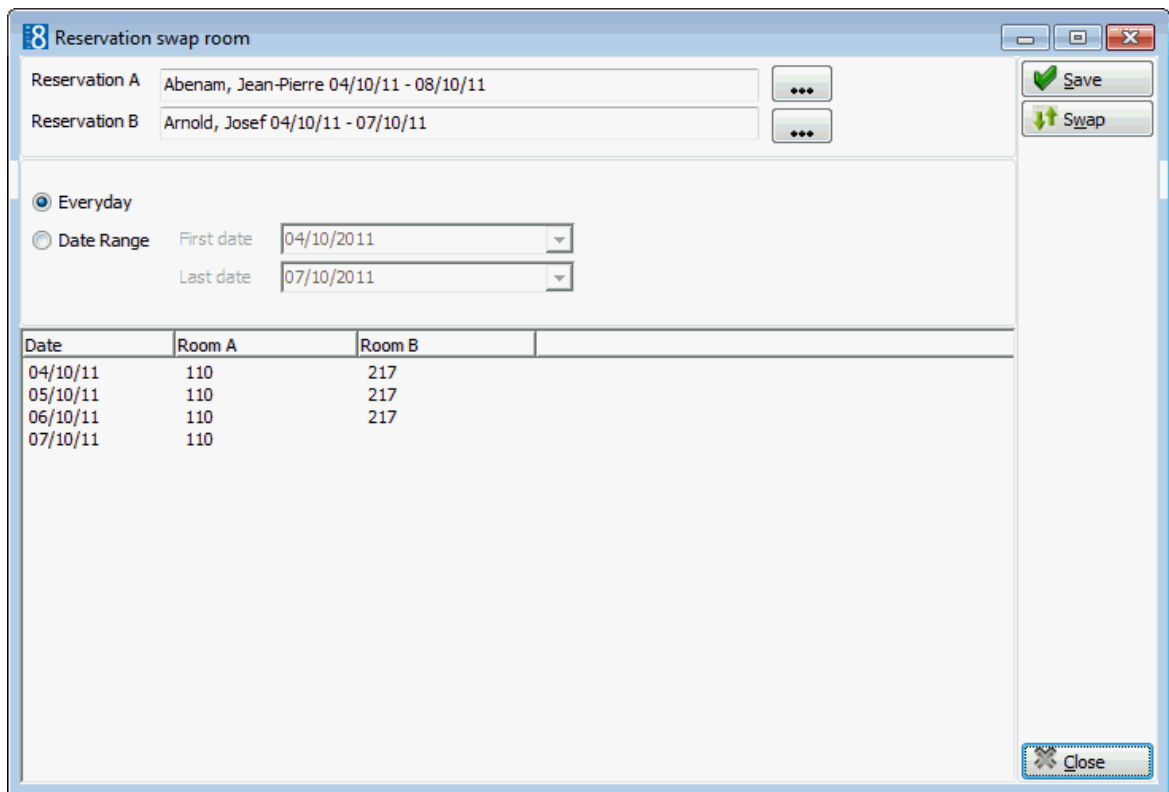 8 Reservation swap room
Reservation A Abenam, Jean-Pierre 04/10/11 - 08/10/11 ...
Save
Reservation B Arnold, Josef 04/10/11 - 07/10/11 ...
Swap
Everyday
Date Range First date 04/10/2011
Last date 07/10/2011
Date Room A Room B
04/10/11 110 217
05/10/11 110 217
06/10/11 110 217
07/10/11 110
Close